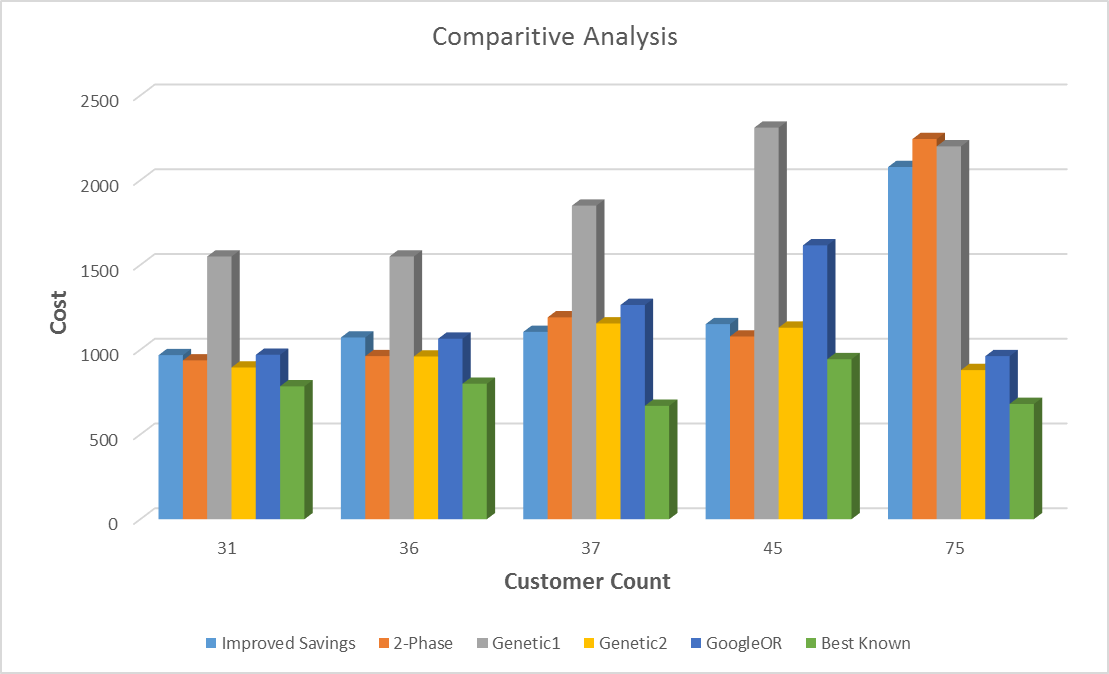 Comparitive Analysis
2500
2000
1500
1000
500
0
Cost
31 36 37 45 75
Customer Count
Improved Savings 2-Phase Genetic1 Genetic2 GoogleOR Best Known